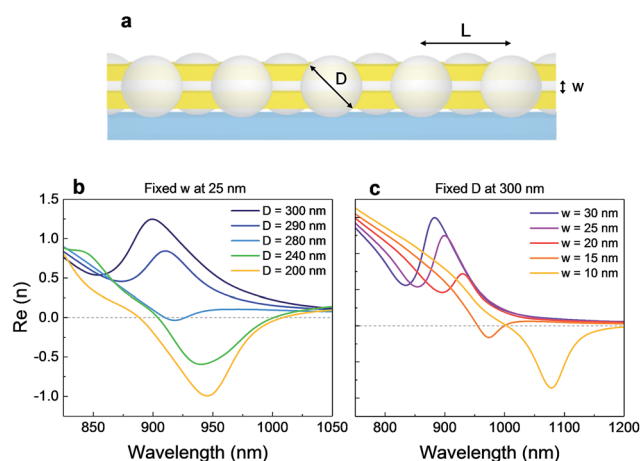 a
L
D
w
b
Fixed w at 25 nm
D = 300 nm
D = 290 nm
D = 280 nm
D = 240 nm
D = 200 nm
Re (n)
1.5
1.0
0.5
0.0
-0.5
-1.0
850 900 950 1000 1050
Wavelength (nm)
c
Fixed D at 300 nm
w = 30 nm
w = 25 nm
w = 20 nm
w = 15 nm
w = 10 nm
800 900 1000 1100 1200
Wavelength (nm)